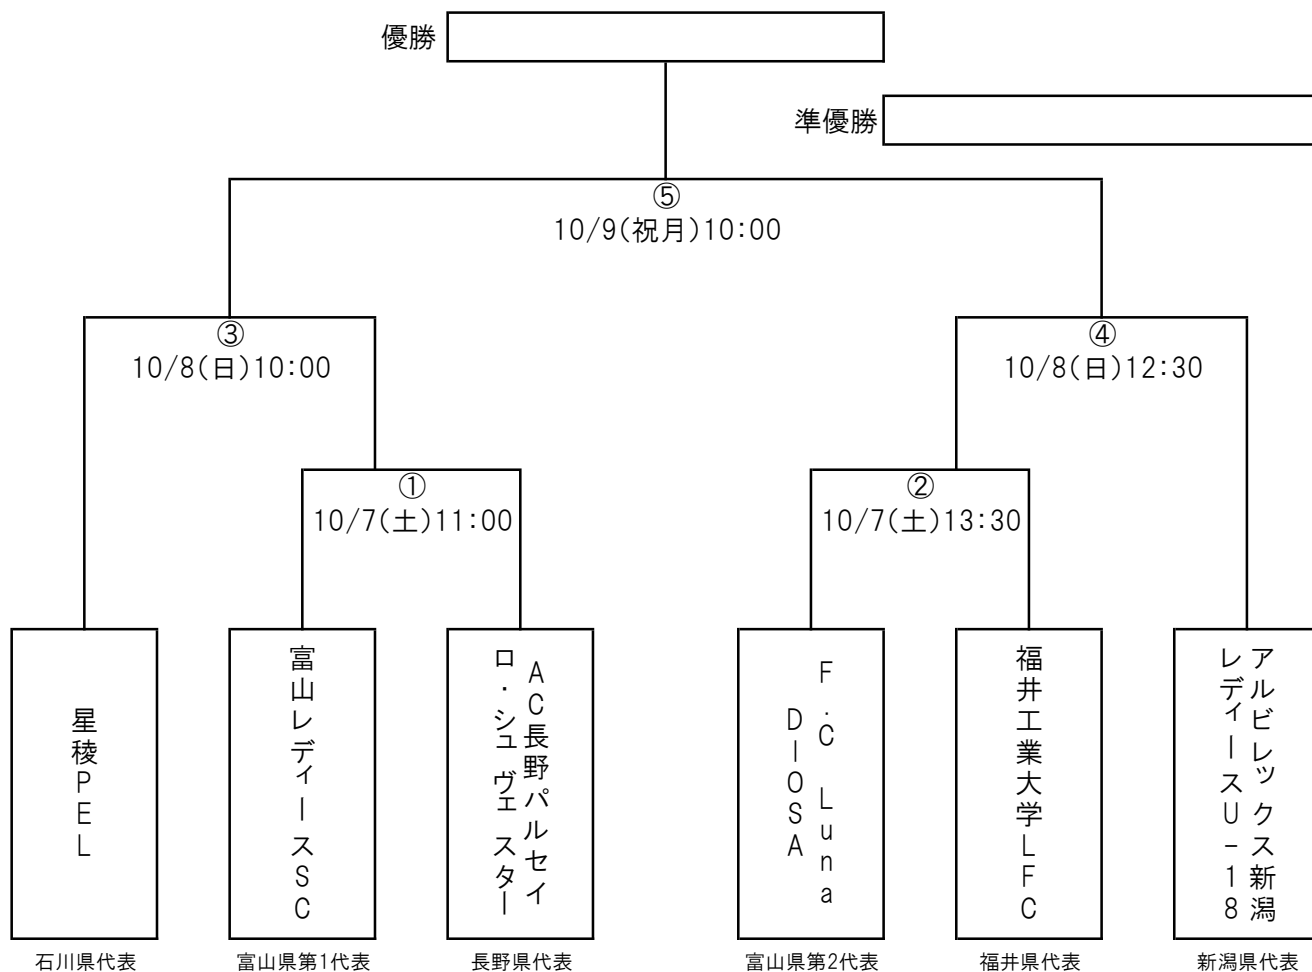 優勝
準優勝
⑤
10/9(祝月)10:00
③
10/8(日)10:00
④
10/8(日)12:30
①
10/7(土)11:00
②
10/7(土)13:30
星稜PEL
富山レディースSC
AC長野パルセイ
ロ・シュヴェスター
F.C Luna
DIOSA
福井工業大学LFC
アルビレックス新潟
レディースU-18
石川県代表
富山県第1代表
長野県代表
富山県第2代表
福井県代表
新潟県代表